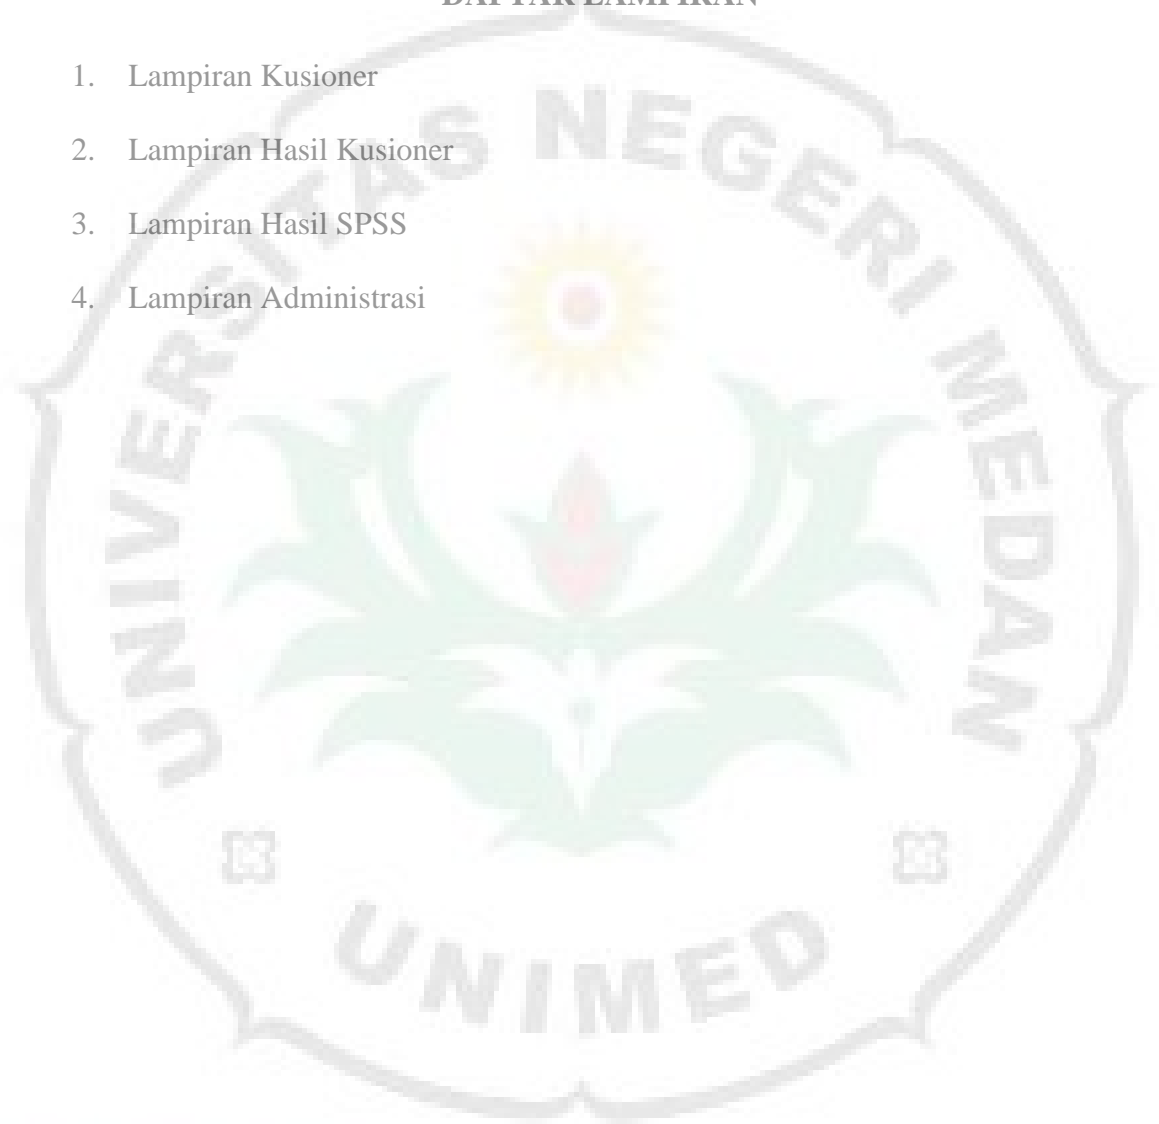 DAFTAR LAMPIRAN
1. Lampiran Kusioner
2. Lampiran Hasil Kusioner
3. Lampiran Hasil SPSS
4. Lampiran Administrasi
UNIVERSITAS NEGERI MEDAN
UNIMED